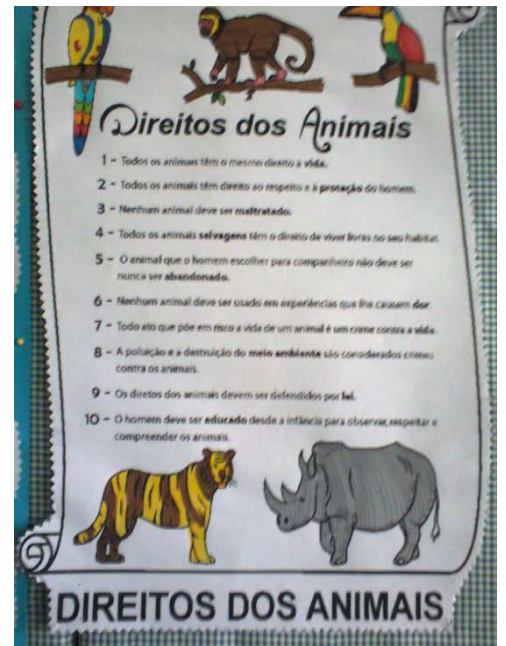 Direitos dos Animais
1 - Todos os animais têm o mesmo direito à vida.
2 - Todos os animais têm direito ao respeito e à proteção do homem.
3 - Nenhum animal deve ser maltratado.
4 - Todos os animais selvagens têm o direito de viver livres no seu habitat.
5 - O animal que o homem escolher para companheiro não deve ser
nunca ser abandonado.
6 - Nenhum animal deve ser usado em experiências que lhe causem dor.
7 - Todo ato que põe em risco a vida de um animal é um crime contra a vida.
8 - A poluição e a destruição do meio ambiente são considerados crimes
contra os animais.
9 - Os diretos dos animais devem ser defendidos por lei.
10 - O homem deve ser educado desde a infância para observar, respeitar e
compreender os animais.
DIREITOS DOS ANIMAIS